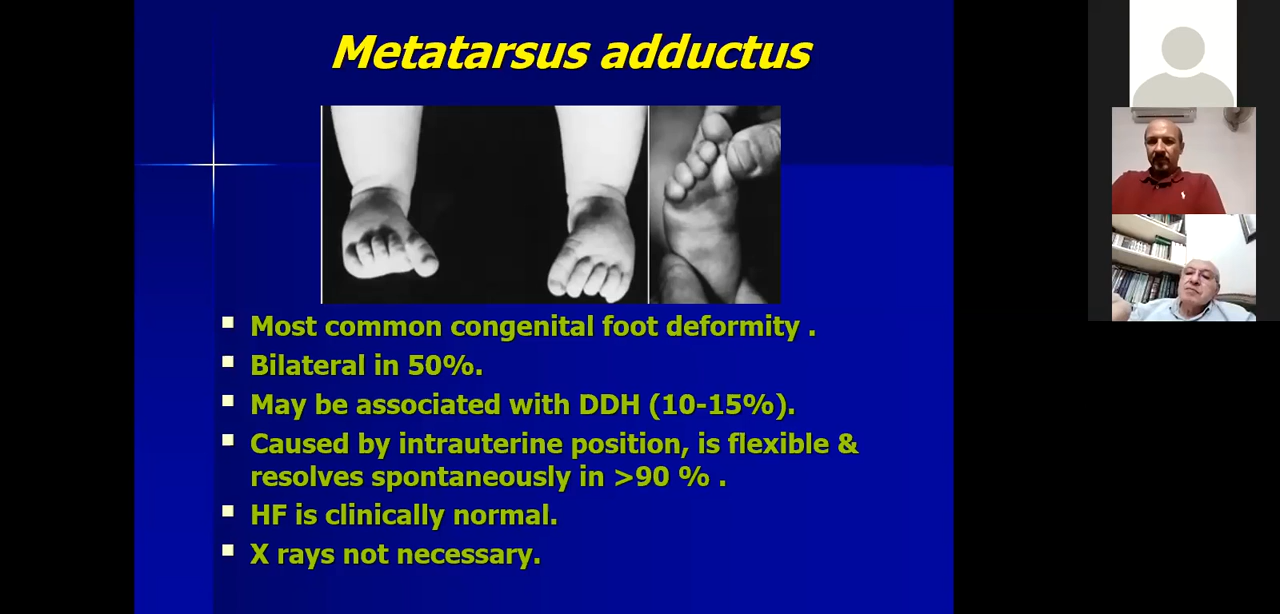 Metatarsus adductus
Most common congenital foot deformity .
Bilateral in 50%.
May be associated with DDH (10-15%).
Caused by intrauterine position, is flexible &
resolves spontaneously in >90 % .
HF is clinically normal.
X rays not necessary.